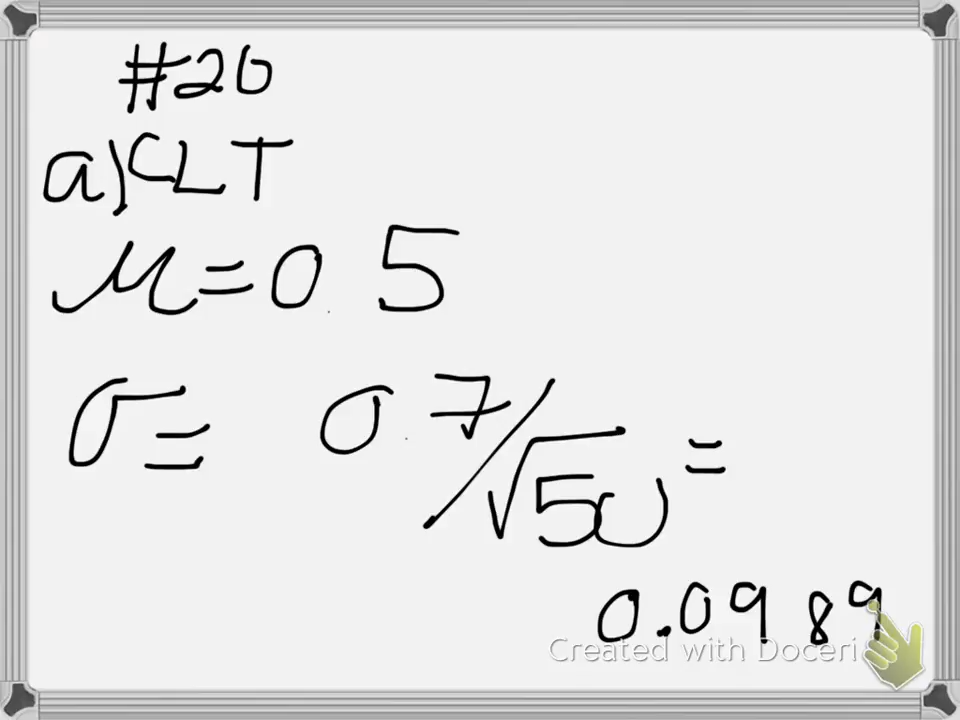 #20
a) CLT
μ = 0.5
σ = 0.7/√50 =
0.0989
Created with Doceri